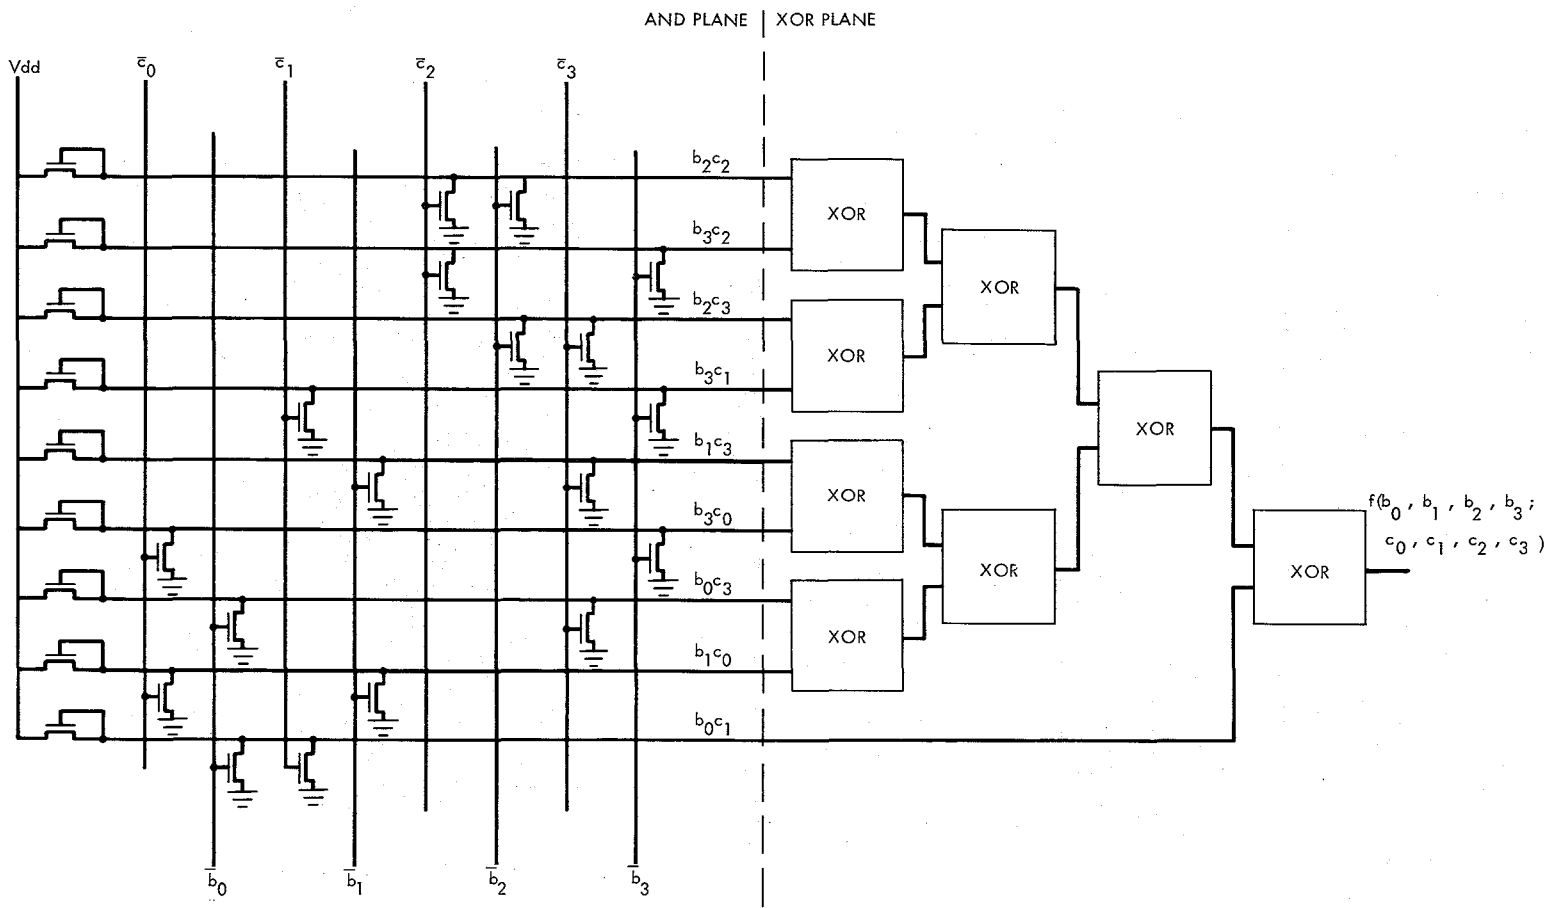 AND PLANE | XOR PLANE
Vdd
c̅0
c̅1
c̅2
c̅3
b2c2
b3c2
b2c3
b3c1
b1c3
b3c0
b0c3
b1c0
b0c1
XOR
XOR
XOR
XOR
XOR
XOR
XOR
XOR
f(b0 , b1 , b2 , b3 ;
c0 , c1 , c2 , c3 )
b̅0
b̅1
b̅2
b̅3